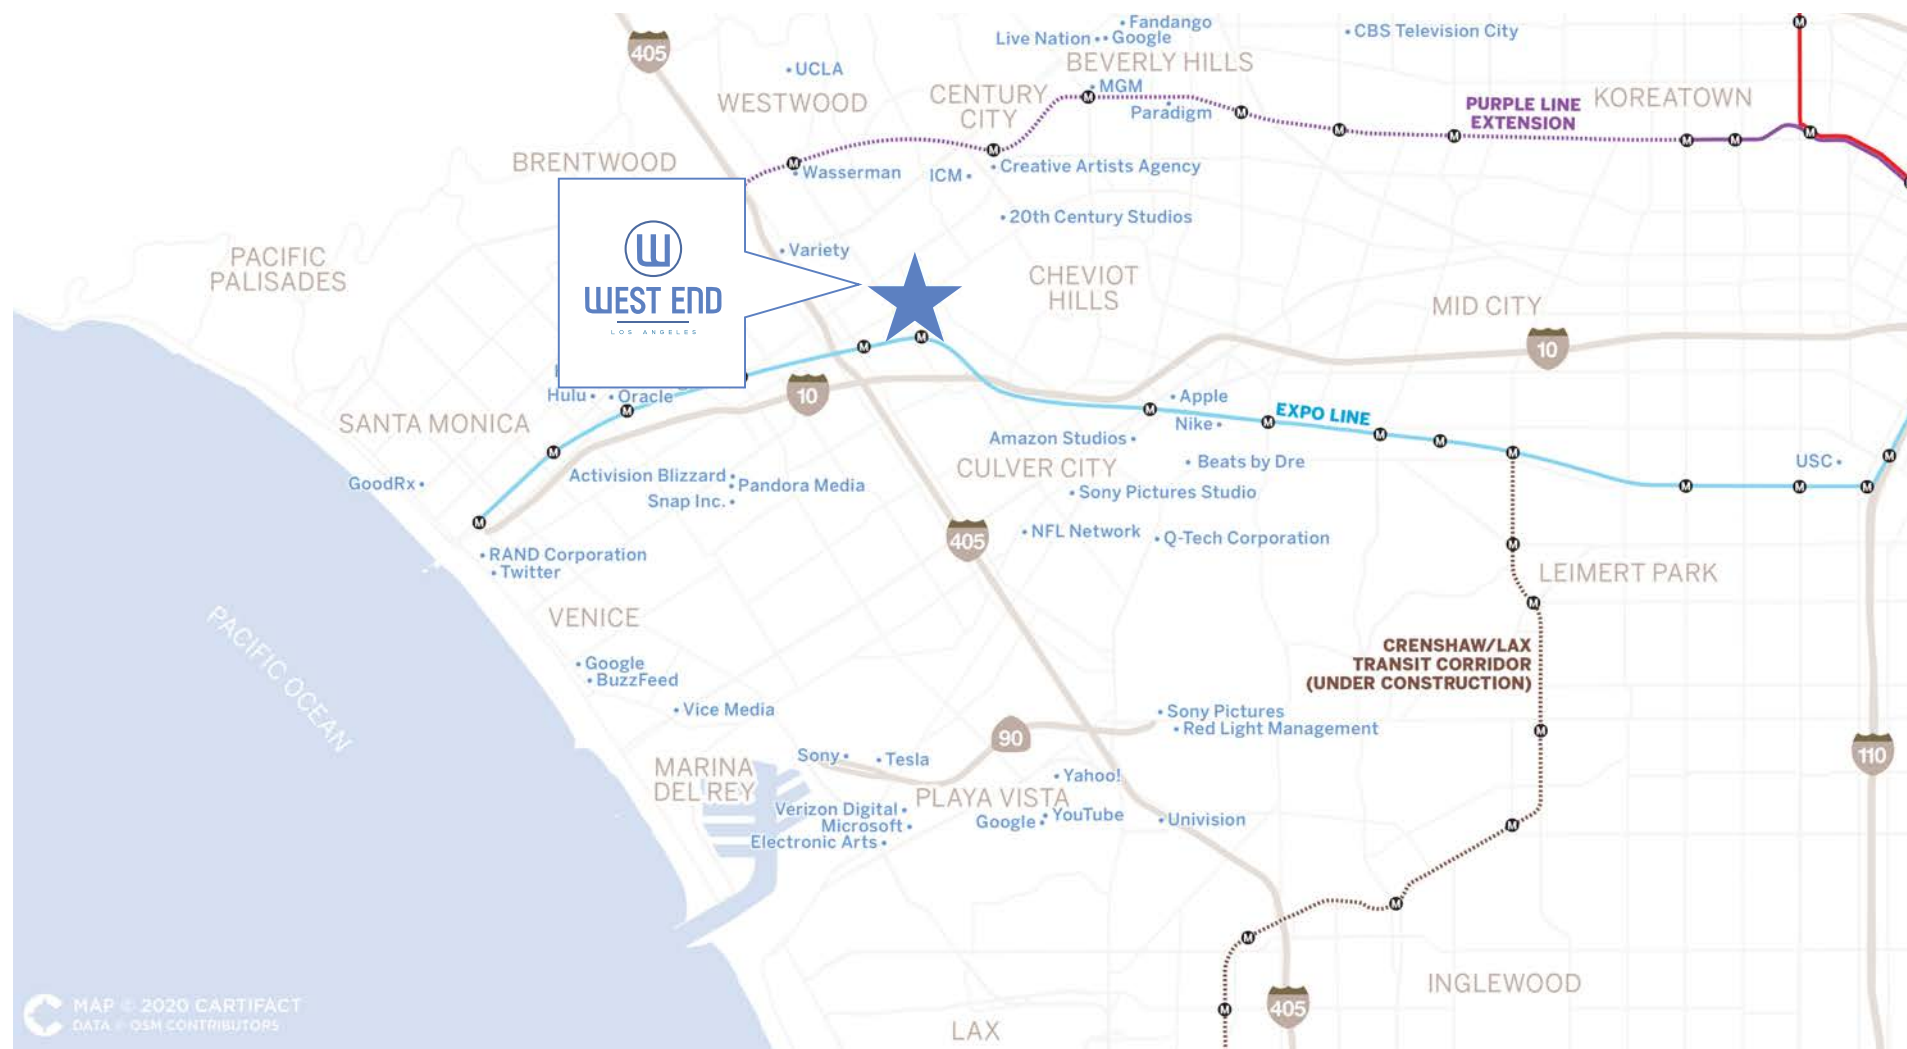 Fandango
Live Nation
Google
CBS Television City
405
UCLA
BEVERLY HILLS
MGM
WESTWOOD
CENTURY
CITY
Paradigm
PURPLE LINE
EXTENSION
KOREATOWN
BRENTWOOD
Wasserman
ICM
Creative Artists Agency
20th Century Studios
Variety
W
WEST END
LOS ANGELES
PACIFIC
PALISADES
CHEVIOT
HILLS
MID CITY
10
10
Hulu
Oracle
SANTA MONICA
Apple
Nike
EXPO LINE
Amazon Studios
CULVER CITY
Beats by Dre
USC
GoodRx
Activision Blizzard
Pandora Media
Snap Inc.
Sony Pictures Studio
405
NFL Network
Q-Tech Corporation
RAND Corporation
Twitter
LEIMERT PARK
VENICE
PACIFIC OCEAN
CRENSHAW/LAX
TRANSIT CORRIDOR
(UNDER CONSTRUCTION)
Google
BuzzFeed
Vice Media
Sony Pictures
Red Light Management
90
110
Sony
Tesla
MARINA
DEL REY
Yahoo!
PLAYA VISTA
Verizon Digital
Microsoft
Electronic Arts
Google
YouTube
Univision
INGLEWOOD
405
LAX
MAP © 2020 CARTIFACT
DATA © OSM CONTRIBUTORS